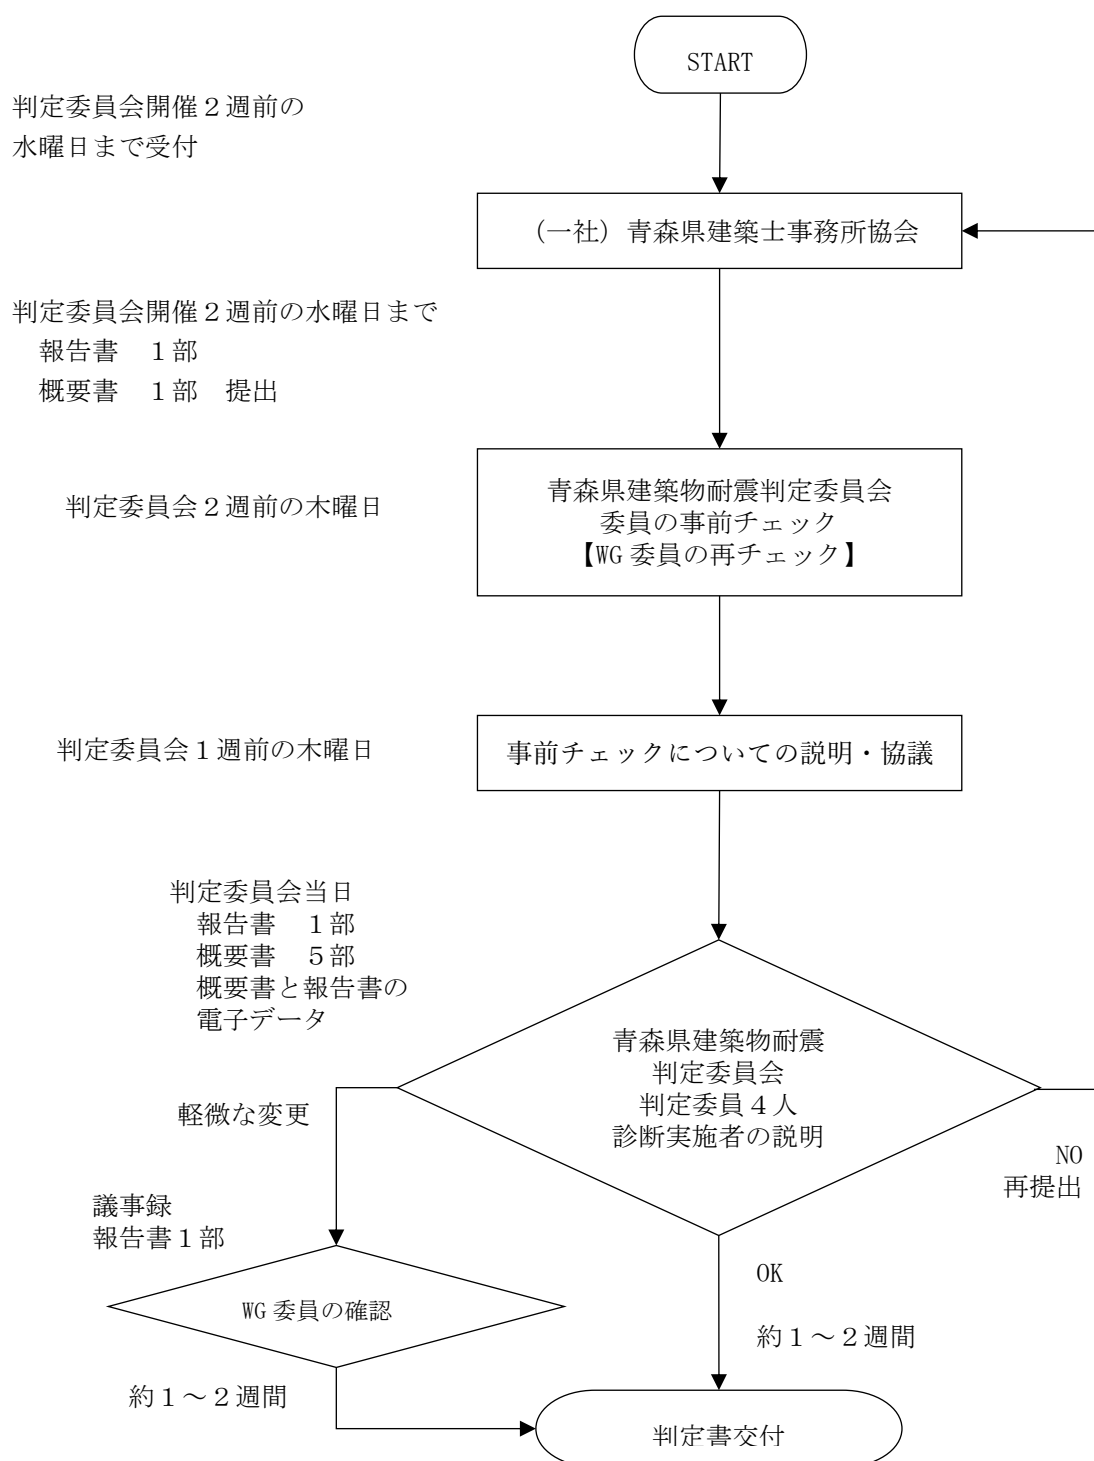 START
判定委員会開催２週前の
水曜日まで受付
（一社）青森県建築士事務所協会
判定委員会開催２週前の水曜日まで
報告書　１部
概要書　１部　提出
判定委員会２週前の木曜日
青森県建築物耐震判定委員会
委員の事前チェック
【WG 委員の再チェック】
判定委員会１週前の木曜日
事前チェックについての説明・協議
判定委員会当日
報告書　１部
概要書　５部
概要書と報告書の
電子データ
青森県建築物耐震
判定委員会
判定委員４人
診断実施者の説明
軽微な変更
NO
再提出
議事録
報告書１部
WG 委員の確認
OK
約１～２週間
約１～２週間
判定書交付